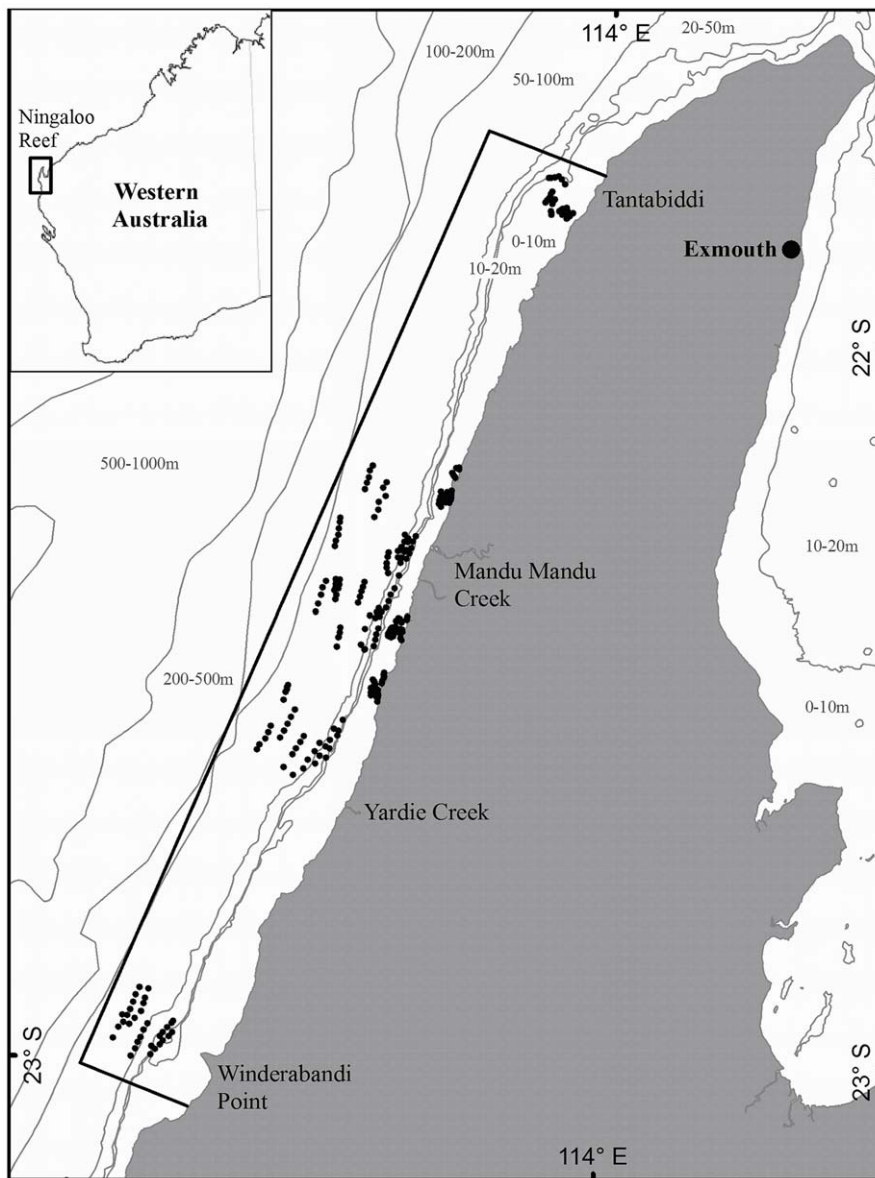 114° E
20-50m
100-200m
50-100m
Ningaloo
Reef
Western
Australia
Tantabiddi
0-10m
Exmouth
10-20m
22° S
500-1000m
10-20m
Mandu Mandu
Creek
200-500m
0-10m
Yardie Creek
23° S
Winderabandi
Point
23° S
114° E